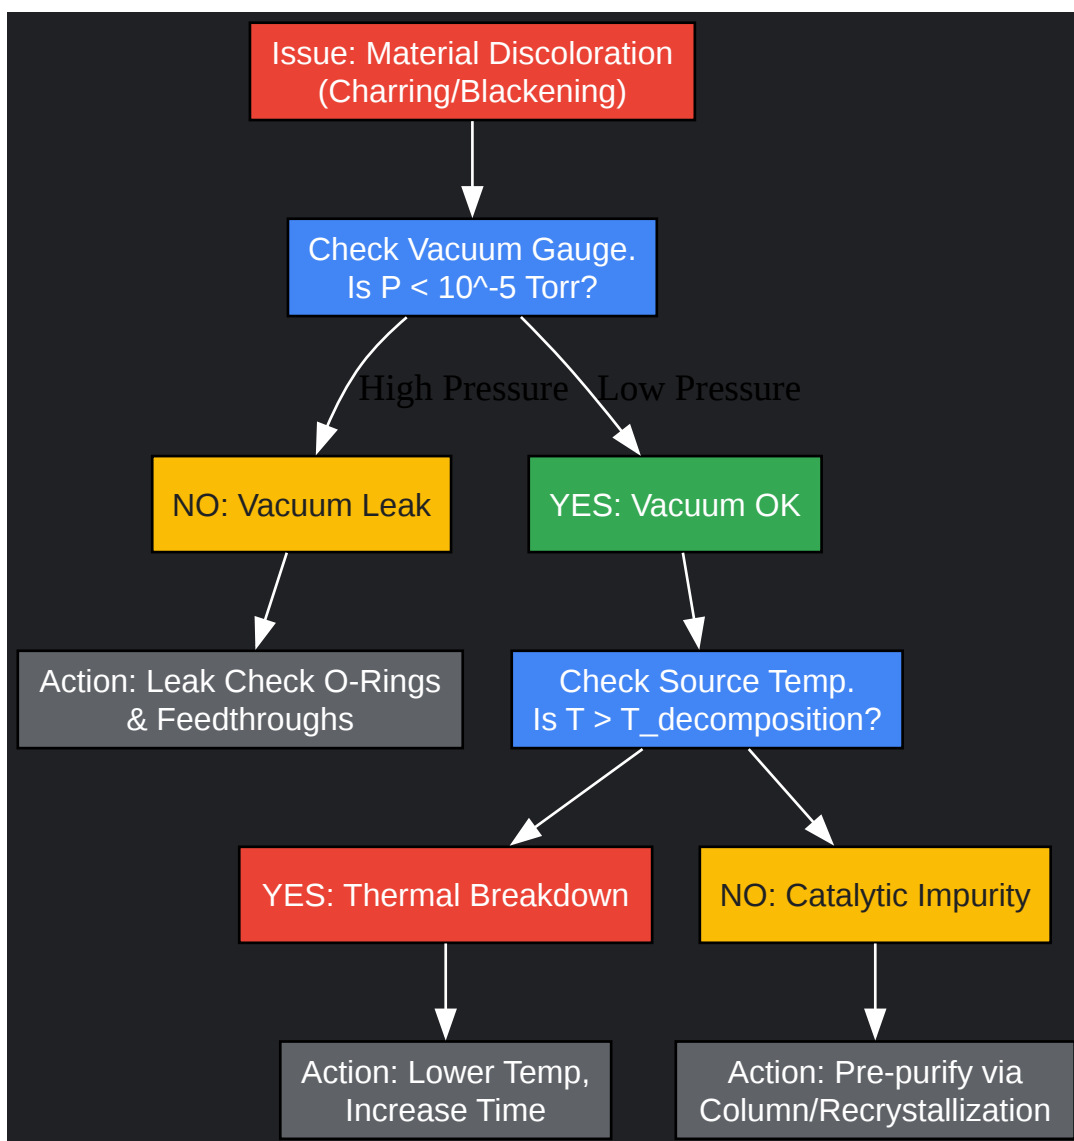 Issue: Material Discoloration
(Charring/Blackening)
Check Vacuum Gauge.
Is P < 10^-5 Torr?
High Pressure
Low Pressure
NO: Vacuum Leak
YES: Vacuum OK
Action: Leak Check O-Rings
& Feedthroughs
Check Source Temp.
Is T > T_decomposition?
YES: Thermal Breakdown
NO: Catalytic Impurity
Action: Lower Temp,
Increase Time
Action: Pre-purify via
Column/Recrystallization